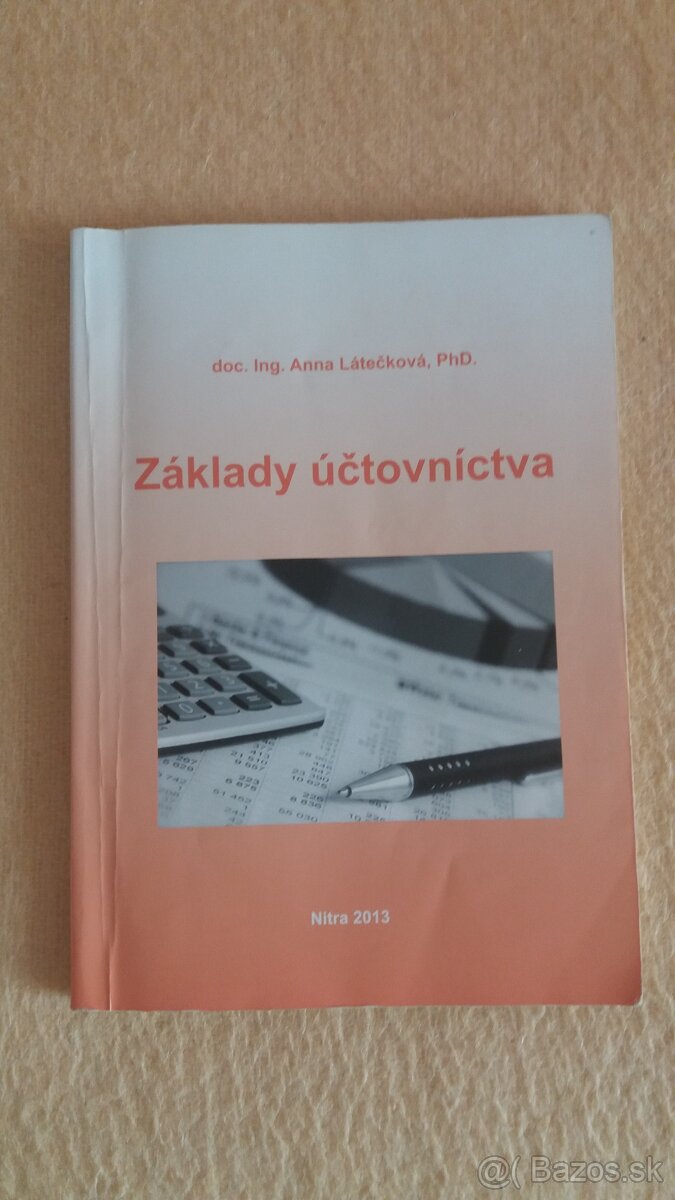 doc. Ing. Anna Látečková, PhD.
Základy účtovníctva
Nitra 2013
@( Bazos.sk